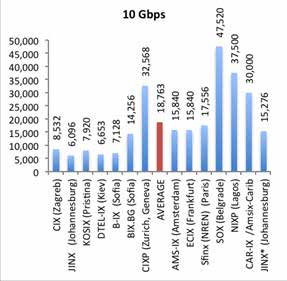 10 Gbps
50,000
45,000
40,000
35,000
30,000
25,000
20,000
15,000
10,000
5,000
0
8,532
6,096
7,920
6,653
7,128
14,256
32,568
18,763
15,840
15,840
17,556
47,520
37,500
30,000
15,276
CIX (Zagreb)
JINX (Johannesburg)
KOSIX (Pristina)
DTEL-IX (Kiev)
B-IX (Sofia)
BIX.BG (Sofia)
CIXP (Zurich, Geneva)
AVERAGE
AMS-IX (Amsterdam)
ECIX (Frankfurt)
Sfinx (NREN) (Paris)
SOX (Belgrade)
NIXP (Lagos)
CAR-IX /Amsix-Carib
JINX* (Johannesburg)